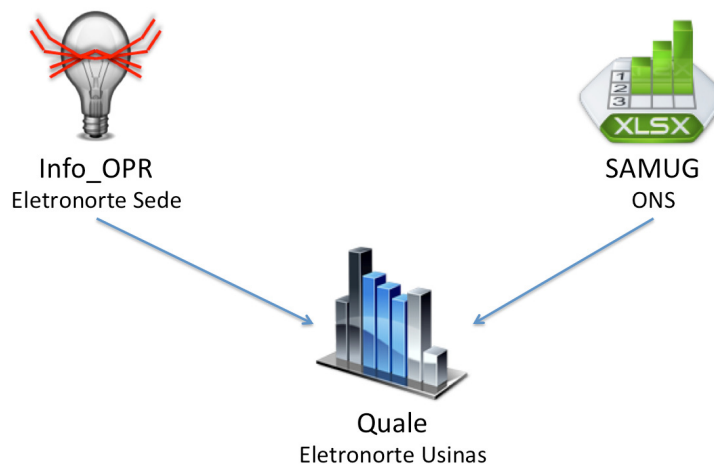 Info_OPR
Eletronorte Sede
1
2
3
XLSX
SAMUG
ONS
Quale
Eletronorte Usinas